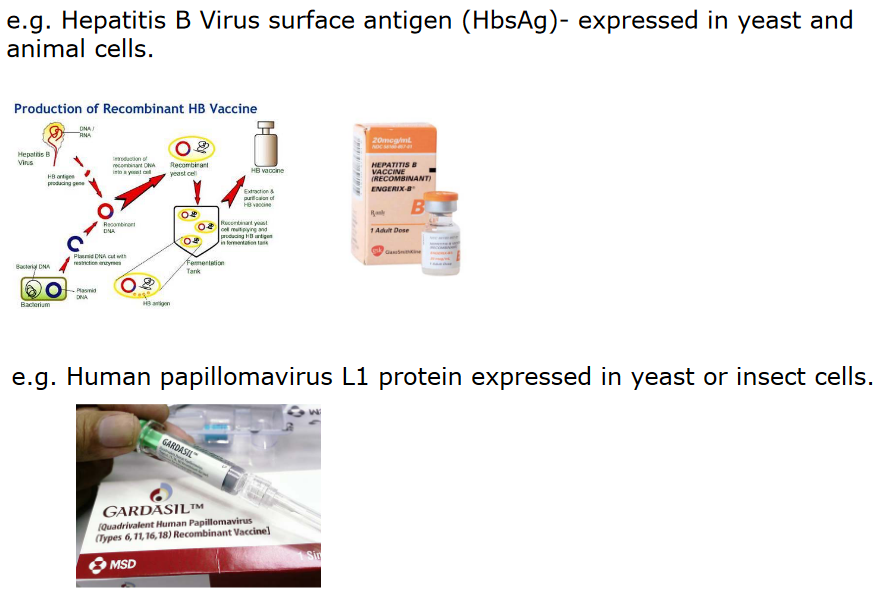 e.g. Hepatitis B Virus surface antigen (HbsAg)- expressed in yeast and
animal cells.
Production of Recombinant HB Vaccine
DNA /
RNA
Hepatitis B
Virus
HB antigen
producing gene
Introduction of
recombinant DNA
into a yeast cell
Recombinant
yeast cell
HB vaccine
Extraction &
purification of
HB vaccine
Recombinant
DNA
Recombinant yeast
cell multiplying and
producing HB antigen
in fermentation tank
Plasmid DNA cut with
restriction enzymes
Fermentation
Tank
Bacterial DNA
Plasmid
DNA
Bacterium
HB antigen
20mcg/mL
HEPATITIS B
VACCINE
(RECOMBINANT)
ENGERIX-B®
B
Rx only
1 Adult Dose
gsk GlaxoSmithKline
e.g. Human papillomavirus L1 protein expressed in yeast or insect cells.
GARDASIL™
GARDASIL™
[Quadrivalent Human Papillomavirus
(Types 6, 11, 16, 18) Recombinant Vaccine]
MSD